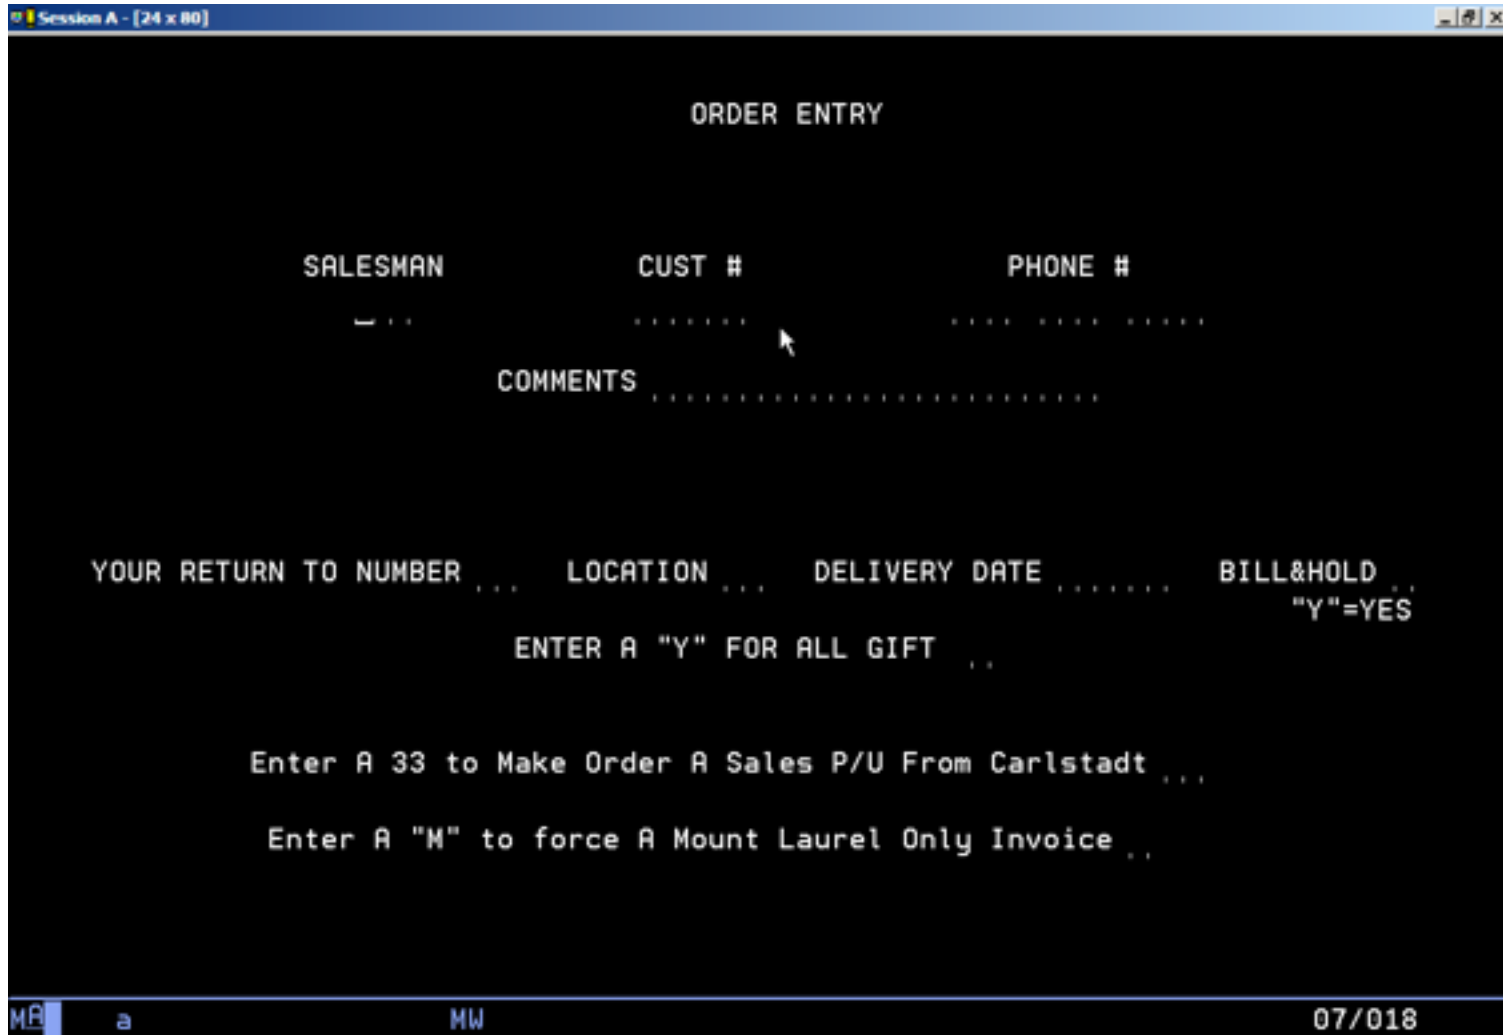 Session A - [24 x 80]
ORDER ENTRY
SALESMAN CUST # PHONE #
COMMENTS
YOUR RETURN TO NUMBER LOCATION DELIVERY DATE BILL&HOLD
"Y"=YES
ENTER A "Y" FOR ALL GIFT
Enter A 33 to Make Order A Sales P/U From Carlstadt
Enter A "M" to force A Mount Laurel Only Invoice
MA a MW 07/018